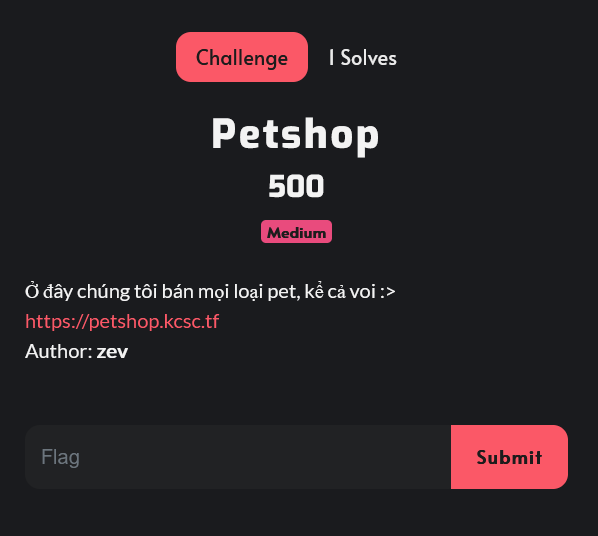 Challenge
1 Solves
Petshop
500
Medium
Ở đây chúng tôi bán mọi loại pet, kể cả voi :>
https://petshop.kcsc.tf
Author: zev
Flag
Submit